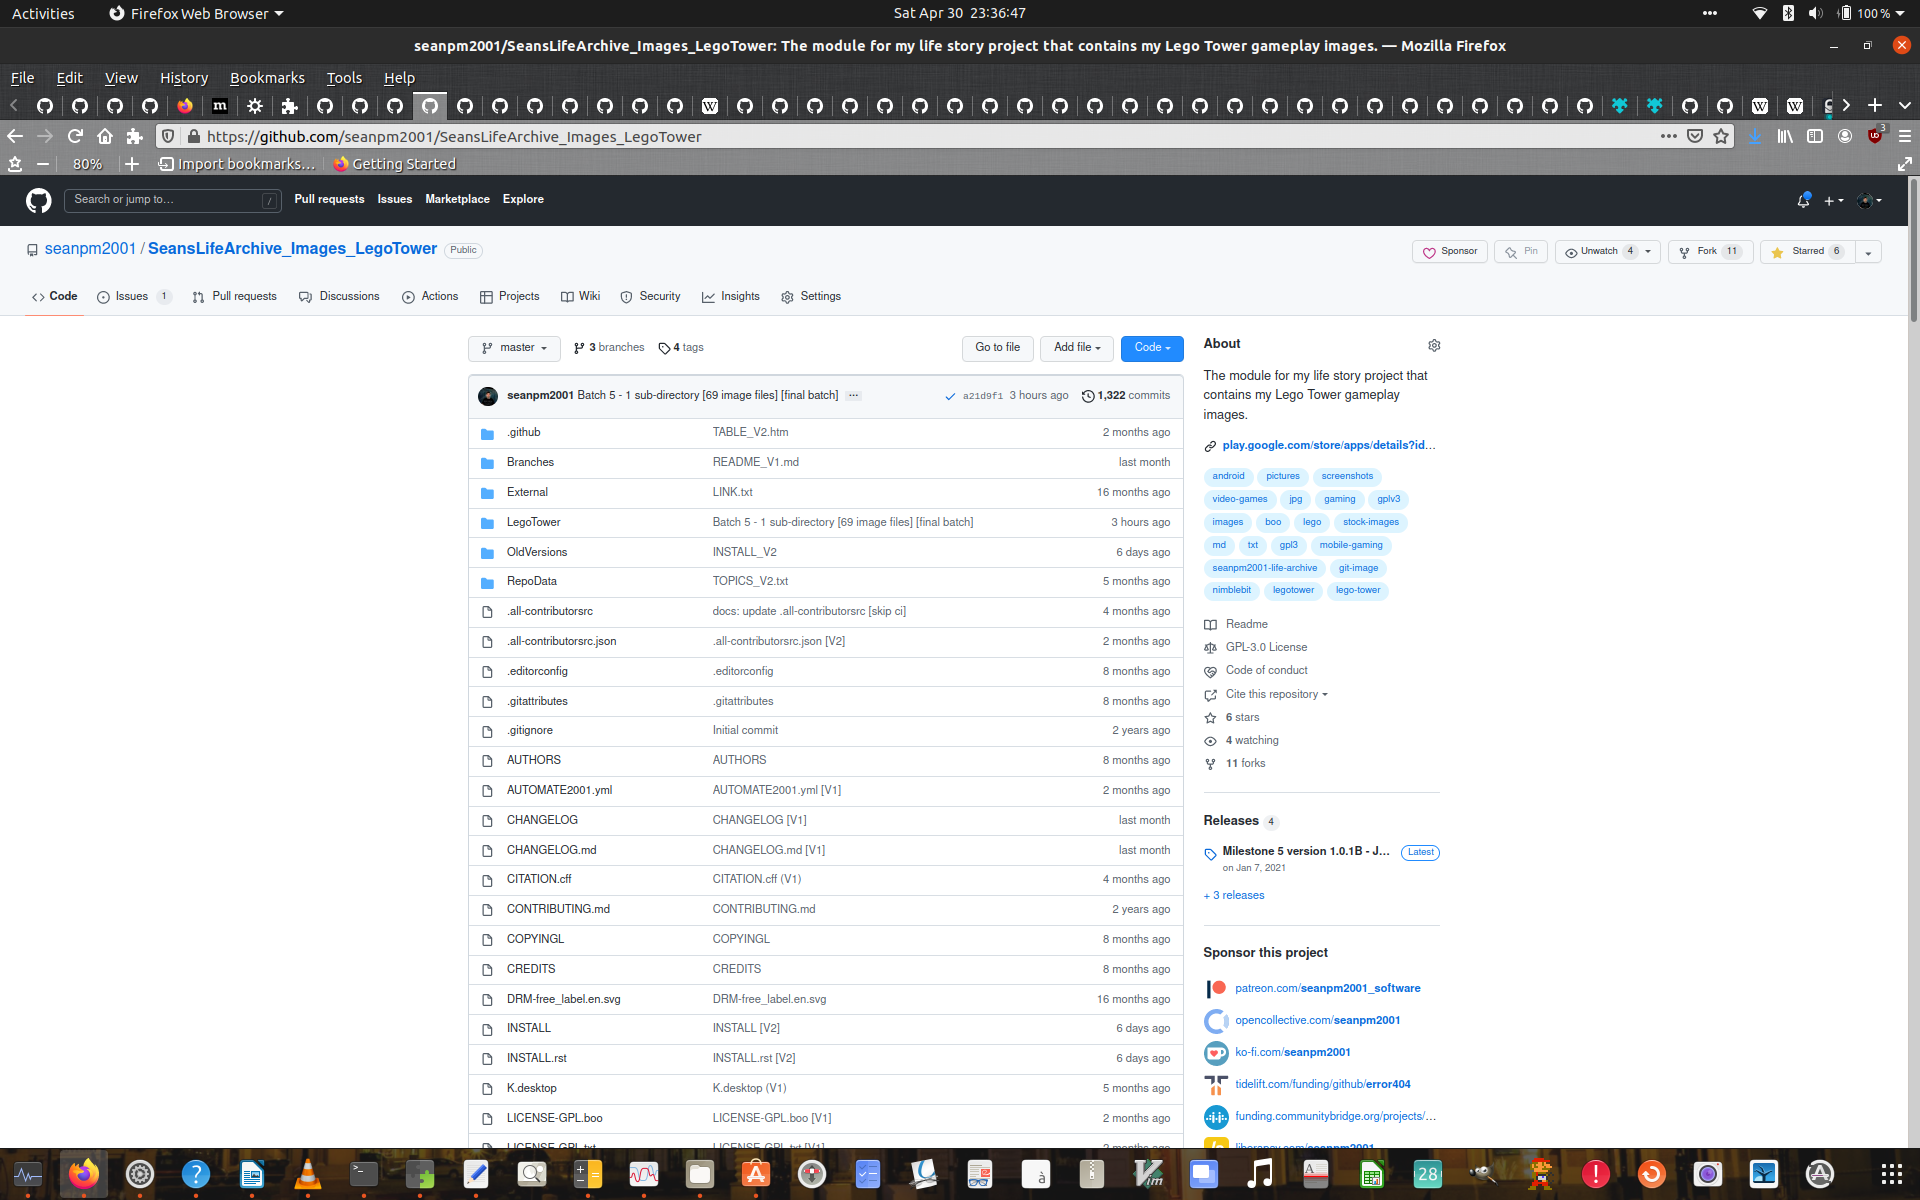 Activities
Firefox Web Browser
Sat Apr 30 23:36:47
100 %
seanpm2001/SeansLifeArchive_Images_LegoTower: The module for my life story project that contains my Lego Tower gameplay images. — Mozilla Firefox
File Edit View History Bookmarks Tools Help
https://github.com/seanpm2001/SeansLifeArchive_Images_LegoTower
3
80%
Import bookmarks...
Getting Started
Search or jump to...
/
Pull requests Issues Marketplace Explore
seanpm2001 / SeansLifeArchive_Images_LegoTower Public
Sponsor
Pin
Unwatch 4
Fork 11
Starred 6
Code
Issues 1
Pull requests
Discussions
Actions
Projects
Wiki
Security
Insights
Settings
master
3 branches
4 tags
Go to file
Add file
Code
seanpm2001 Batch 5 - 1 sub-directory [69 image files] [final batch] ... a21d9f1 3 hours ago 1,322 commits
.github TABLE_V2.htm 2 months ago
Branches README_V1.md last month
External LINK.txt 16 months ago
LegoTower Batch 5 - 1 sub-directory [69 image files] [final batch] 3 hours ago
OldVersions INSTALL_V2 6 days ago
RepoData TOPICS_V2.txt 5 months ago
.all-contributorsrc docs: update .all-contributorsrc [skip ci] 4 months ago
.all-contributorsrc.json .all-contributorsrc.json [V2] 2 months ago
.editorconfig .editorconfig 8 months ago
.gitattributes .gitattributes 8 months ago
.gitignore Initial commit 2 years ago
AUTHORS AUTHORS 8 months ago
AUTOMATE2001.yml AUTOMATE2001.yml [V1] 2 months ago
CHANGELOG CHANGELOG [V1] last month
CHANGELOG.md CHANGELOG.md [V1] last month
CITATION.cff CITATION.cff (V1) 4 months ago
CONTRIBUTING.md CONTRIBUTING.md 2 years ago
COPYINGL COPYINGL 8 months ago
CREDITS CREDITS 8 months ago
DRM-free_label.en.svg DRM-free_label.en.svg 16 months ago
INSTALL INSTALL [V2] 6 days ago
INSTALL.rst INSTALL.rst [V2] 6 days ago
K.desktop K.desktop (V1) 5 months ago
LICENSE-GPL.boo LICENSE-GPL.boo [V1] 2 months ago
LICENSE-GPL.txt LICENSE-GPL.txt [V1] 2 months ago
About
The module for my life story project that
contains my Lego Tower gameplay
images.
play.google.com/store/apps/details?id...
android pictures screenshots
video-games jpg gaming gplv3
images boo lego stock-images
md txt gpl3 mobile-gaming
seanpm2001-life-archive git-image
nimblebit legotower lego-tower
Readme
GPL-3.0 License
Code of conduct
Cite this repository
6 stars
4 watching
11 forks
Releases 4
Milestone 5 version 1.0.1B - J... Latest
on Jan 7, 2021
+ 3 releases
Sponsor this project
patreon.com/seanpm2001_software
opencollective.com/seanpm2001
ko-fi.com/seanpm2001
tidelift.com/funding/github/error404
funding.communitybridge.org/projects/...
liberapay.com/seanpm2001
28